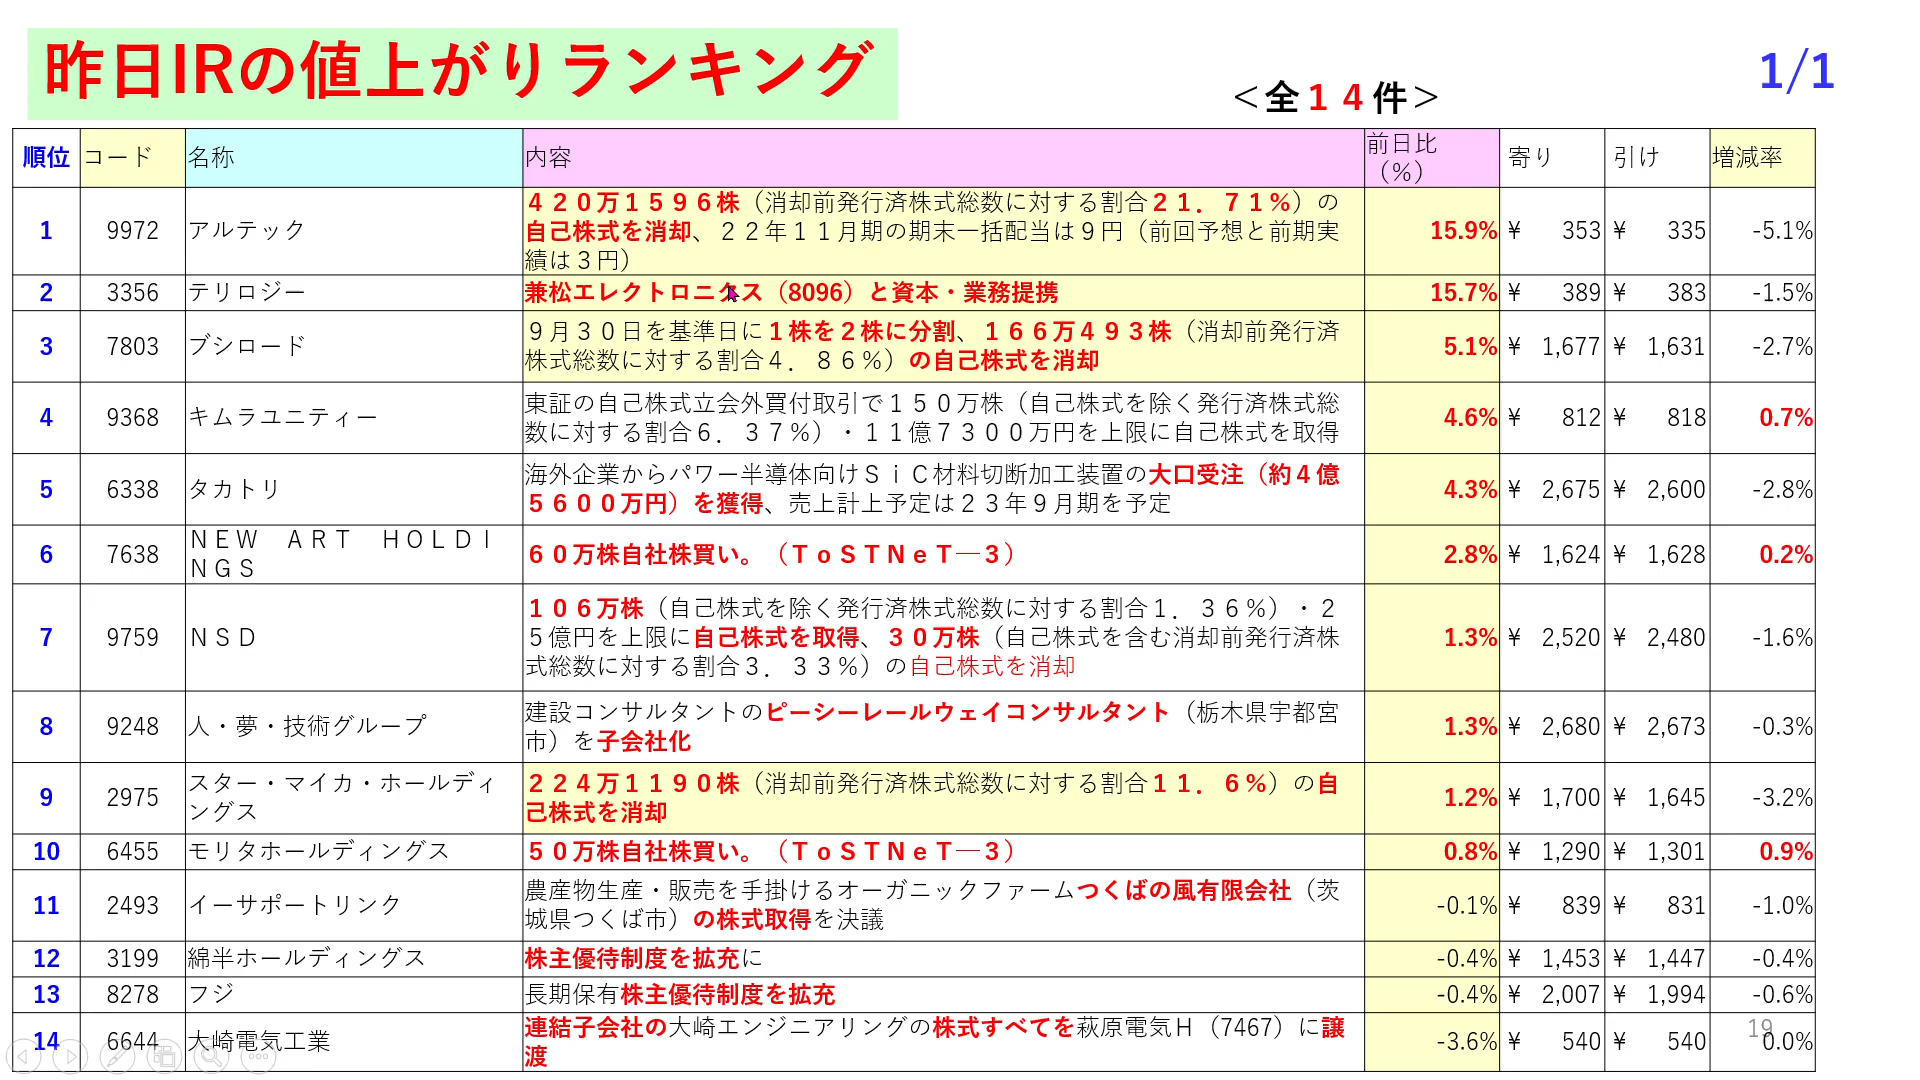 昨日IRの値上がりランキング
＜全１４件＞
1/1
順位 コード 名称 内容 前日比（%） 寄り 引け 増減率
1 9972 アルテック
４２０万１５９６株（消却前発行済株式総数に対する割合２１．７１％）の
自己株式を消却、２２年１１月期の期末一括配当は９円（前回予想と前期実
績は３円）
15.9% ¥ 353 ¥ 335 -5.1%
2 3356 テリロジー 兼松エレクトロニクス（8096）と資本・業務提携 15.7% ¥ 389 ¥ 383 -1.5%
3 7803 ブシロード
９月３０日を基準日に１株を２株に分割、１６６万４９３株（消却前発行済
株式総数に対する割合４．８６％）の自己株式を消却
5.1% ¥ 1,677 ¥ 1,631 -2.7%
4 9368 キムラユニティー
東証の自己株式立会外買付取引で１５０万株（自己株式を除く発行済株式総
数に対する割合６．３７％）・１１億７３００万円を上限に自己株式を取得
4.6% ¥ 812 ¥ 818 0.7%
5 6338 タカトリ
海外企業からパワー半導体向けＳｉＣ材料切断加工装置の大口受注（約４億
５６００万円）を獲得、売上計上予定は２３年９月期を予定
4.3% ¥ 2,675 ¥ 2,600 -2.8%
6 7638 ＮＥＷ　ＡＲＴ　ＨＯＬＤＩ
ＮＧＳ
６０万株自社株買い。（ＴｏＳＴＮｅＴ―３） 2.8% ¥ 1,624 ¥ 1,628 0.2%
7 9759 ＮＳＤ
１０６万株（自己株式を除く発行済株式総数に対する割合１．３６％）・２
５億円を上限に自己株式を取得、３０万株（自己株式を含む消却前発行済株
式総数に対する割合３．３３％）の自己株式を消却
1.3% ¥ 2,520 ¥ 2,480 -1.6%
8 9248 人・夢・技術グループ
建設コンサルタントのピーシーレールウェイコンサルタント（栃木県宇都宮
市）を子会社化
1.3% ¥ 2,680 ¥ 2,673 -0.3%
9 2975 スター・マイカ・ホールディ
ングス
２２４万１１９０株（消却前発行済株式総数に対する割合１１．６％）の自
己株式を消却
1.2% ¥ 1,700 ¥ 1,645 -3.2%
10 6455 モリタホールディングス ５０万株自社株買い。（ＴｏＳＴＮｅＴ―３） 0.8% ¥ 1,290 ¥ 1,301 0.9%
11 2493 イーサポートリンク
農産物生産・販売を手掛けるオーガニックファームつくばの風有限会社（茨
城県つくば市）の株式取得を決議
-0.1% ¥ 839 ¥ 831 -1.0%
12 3199 綿半ホールディングス 株主優待制度を拡充に -0.4% ¥ 1,453 ¥ 1,447 -0.4%
13 8278 フジ 長期保有株主優待制度を拡充 -0.4% ¥ 2,007 ¥ 1,994 -0.6%
14 6644 大崎電気工業
連結子会社の大崎エンジニアリングの株式すべてを萩原電気Ｈ（7467）に譲
渡
-3.6% ¥ 540 ¥ 540 0.0%
19